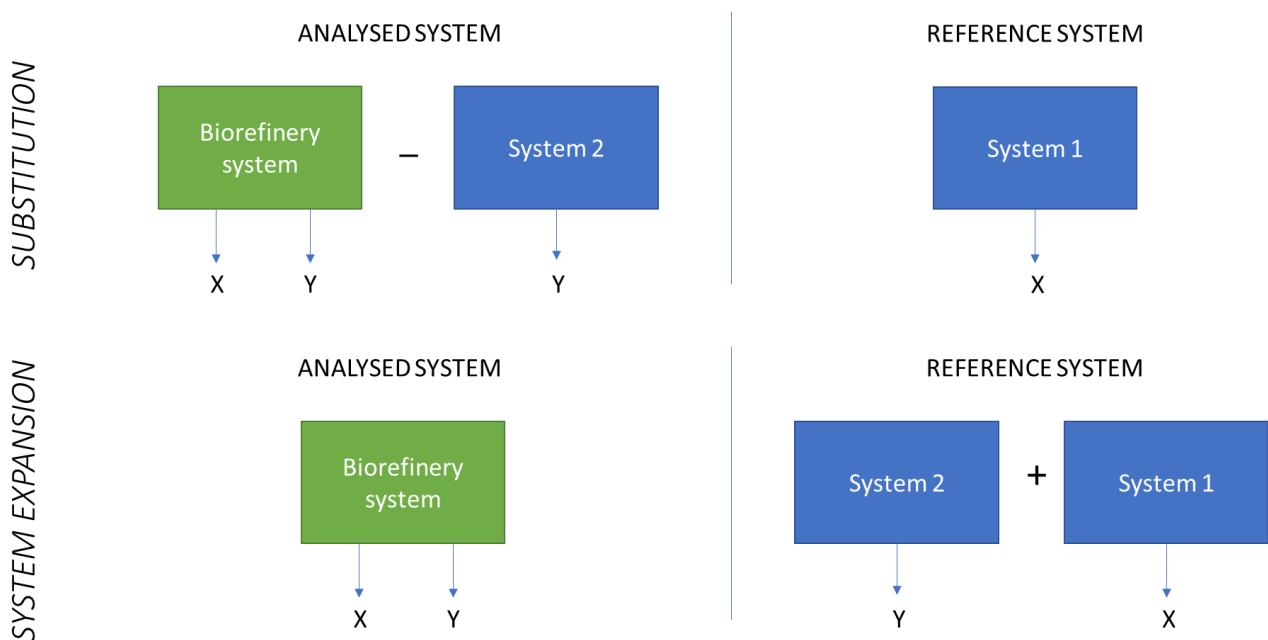 SUBSTITUTION
ANALYSED SYSTEM
REFERENCE SYSTEM
Biorefinery
system
–
System 2
System 1
X
Y
Y
X
SYSTEM EXPANSION
ANALYSED SYSTEM
REFERENCE SYSTEM
Biorefinery
system
System 2
+
System 1
X
Y
Y
X